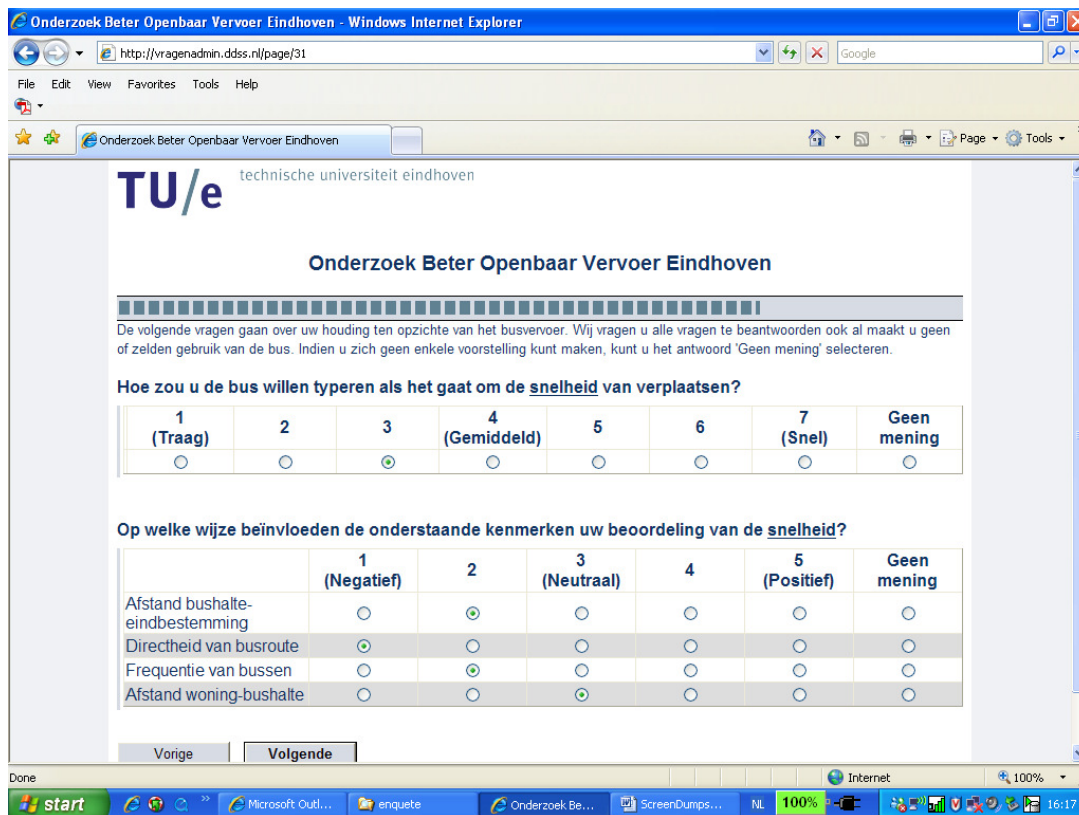 Onderzoek Beter Openbaar Vervoer Eindhoven - Windows Internet Explorer
http://vragenadmin.ddss.nl/page/31
Google
File Edit View Favorites Tools Help
Onderzoek Beter Openbaar Vervoer Eindhoven
Page Tools
TU/e technische universiteit eindhoven
Onderzoek Beter Openbaar Vervoer Eindhoven
De volgende vragen gaan over uw houding ten opzichte van het busvervoer. Wij vragen u alle vragen te beantwoorden ook al maakt u geen
of zelden gebruik van de bus. Indien u zich geen enkele voorstelling kunt maken, kunt u het antwoord 'Geen mening' selecteren.
Hoe zou u de bus willen typeren als het gaat om de snelheid van verplaatsen?
1 (Traag) 2 3 4 (Gemiddeld) 5 6 7 (Snel) Geen mening
Op welke wijze beïnvloeden de onderstaande kenmerken uw beoordeling van de snelheid?
1 (Negatief) 2 3 (Neutraal) 4 5 (Positief) Geen mening
Afstand bushalte-
eindbestemming
Directheid van busroute
Frequentie van bussen
Afstand woning-bushalte
Vorige Volgende
Done Internet 100%
start Microsoft Outl... enquete Onderzoek Be... ScreenDumps... NL 100% 16:17